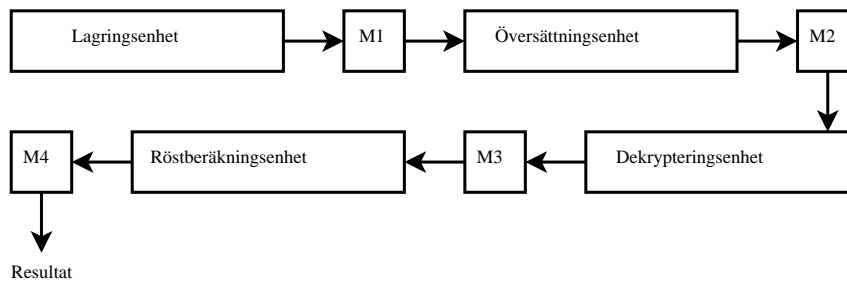 Lagringsenhet
M1
Översättningsenhet
M2
M4
Röstberäkningsenhet
M3
Dekrypteringsenhet
Resultat